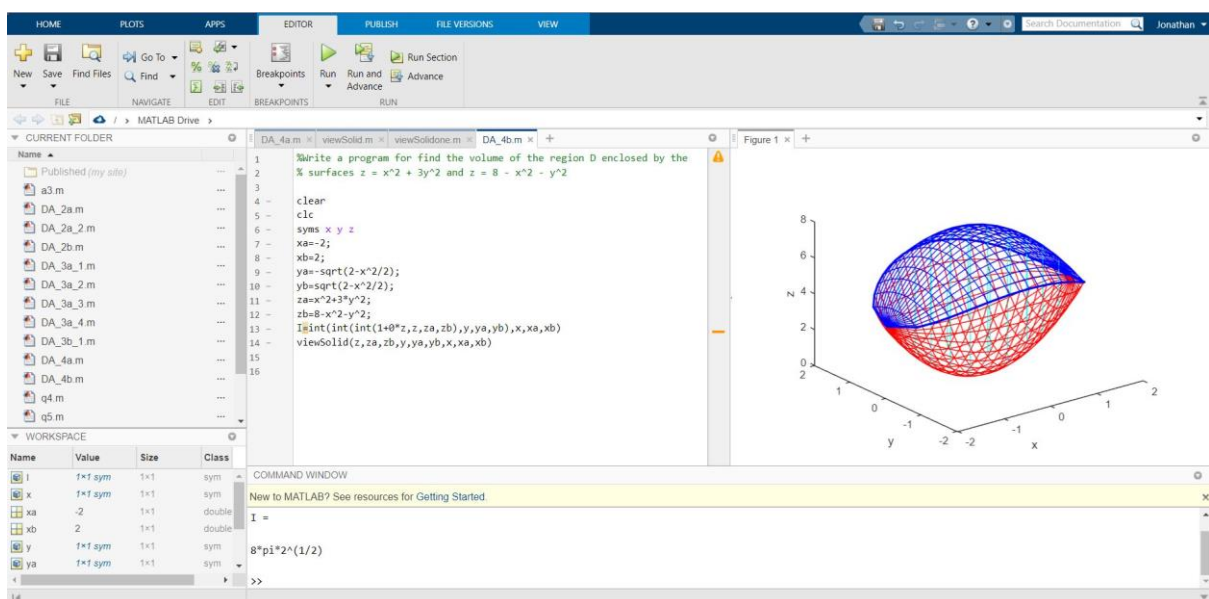 HOME PLOTS APPS EDITOR PUBLISH FILE VERSIONS VIEW Search Documentation Jonathan
New Save Find Files Go To Find Breakpoints Run Run and Advance Run Section Advance
FILE NAVIGATE EDIT BREAKPOINTS RUN
/ > MATLAB Drive >
CURRENT FOLDER
Name
Published (my site)
a3.m
DA_2a.m
DA_2a_2.m
DA_2b.m
DA_3a_1.m
DA_3a_2.m
DA_3a_3.m
DA_3a_4.m
DA_3b_1.m
DA_4a.m
DA_4b.m
q4.m
q5.m
WORKSPACE
Name Value Size Class
I 1×1 sym 1×1 sym
x 1×1 sym 1×1 sym
xa -2 1×1 double
xb 2 1×1 double
y 1×1 sym 1×1 sym
ya 1×1 sym 1×1 sym
DA_4a.m × viewSolid.m × viewSolidone.m × DA_4b.m × +
1 %Write a program for find the volume of the region D enclosed by the
2 % surfaces z = x^2 + 3y^2 and z = 8 - x^2 - y^2
3
4 - clear
5 - clc
6 - syms x y z
7 - xa=-2;
8 - xb=2;
9 - ya=-sqrt(2-x^2/2);
10 - yb=sqrt(2-x^2/2);
11 - za=x^2+3*y^2;
12 - zb=8-x^2-y^2;
13 - I=int(int(int(1+0*z,z,za,zb),y,ya,yb),x,xa,xb)
14 - viewSolid(z,za,zb,y,ya,yb,x,xa,xb)
15
16
Figure 1 × +
8
6
z 4
2
0
2
1
0
-1
-2
y
-2
-1
0
1
2
x
COMMAND WINDOW
New to MATLAB? See resources for Getting Started.
I =
8*pi*2^(1/2)
>>